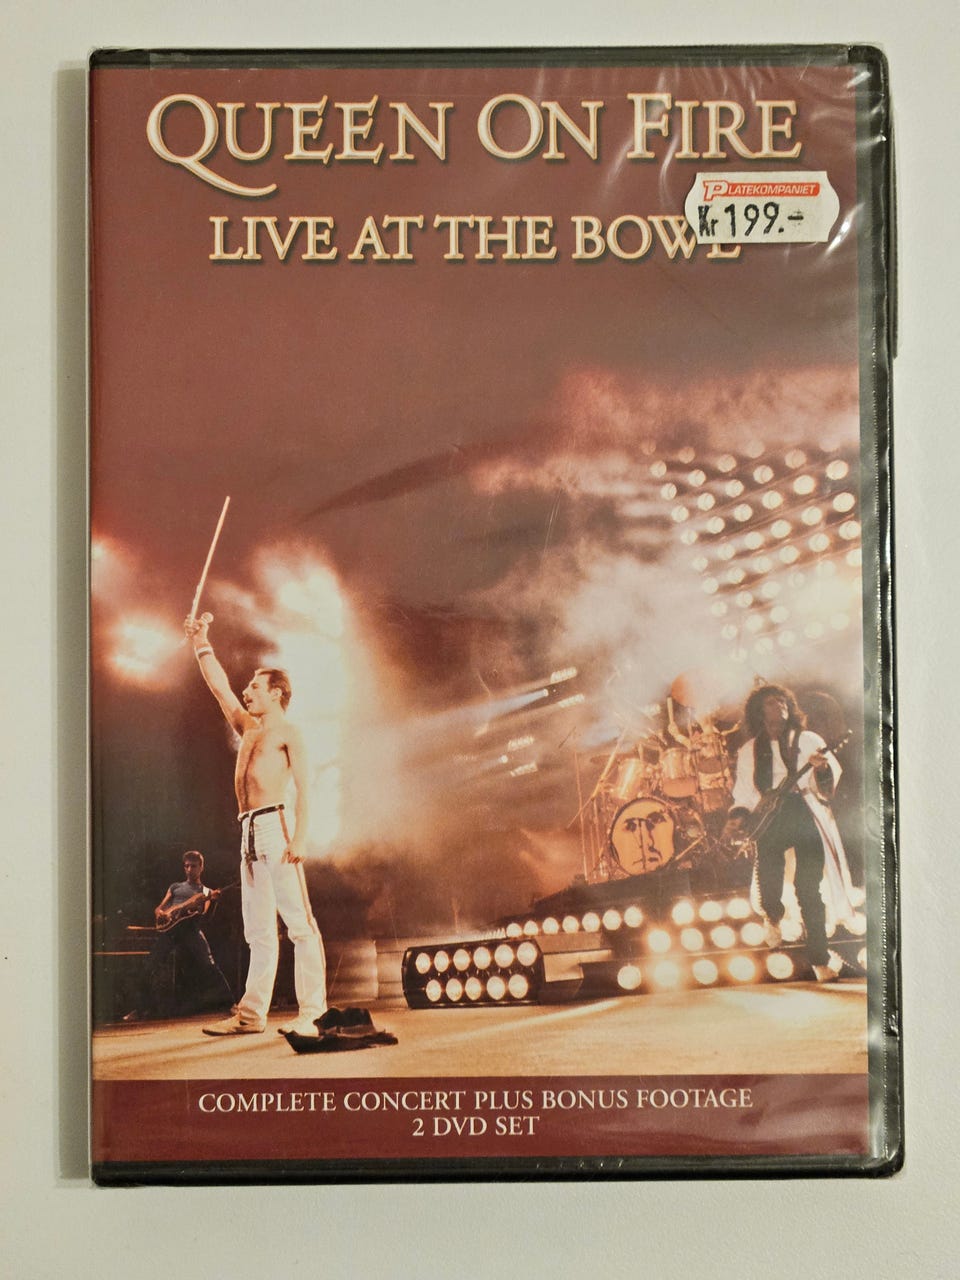 QUEEN ON FIRE
PLATEKOMPANIET
Kr 199.-
LIVE AT THE BOWL
COMPLETE CONCERT PLUS BONUS FOOTAGE
2 DVD SET